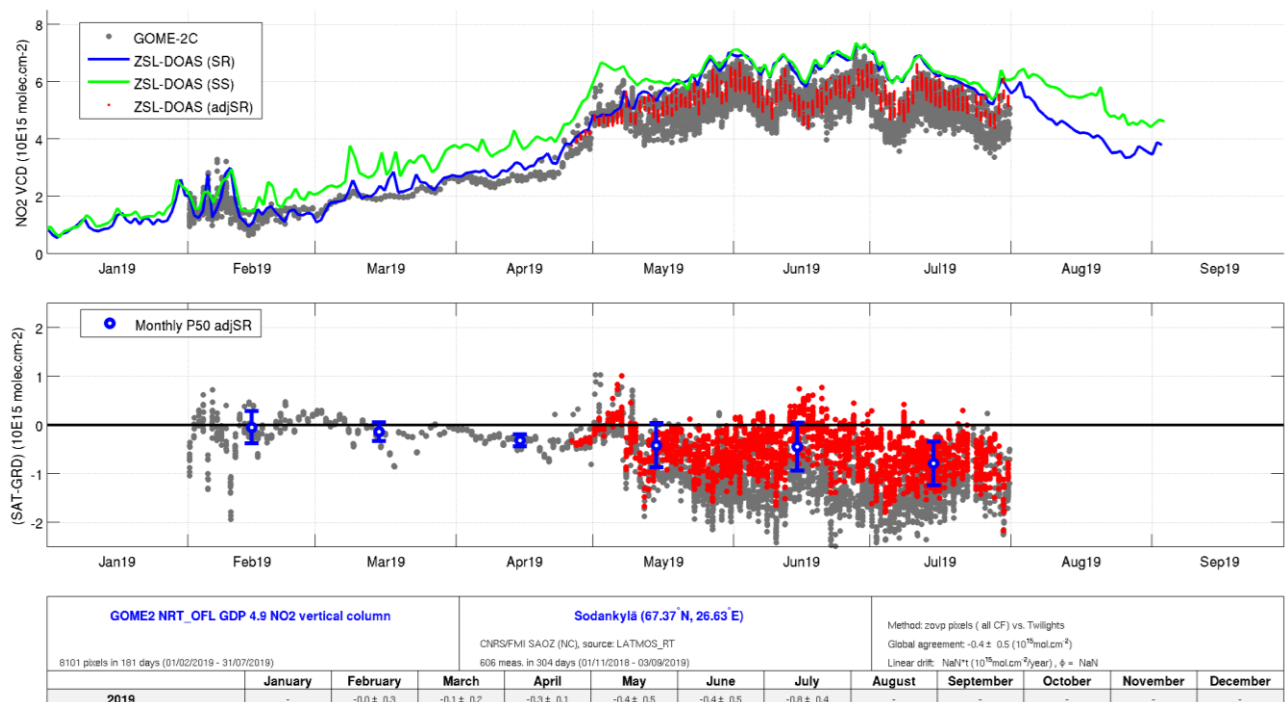 NO2 VCD (10E15 molec.cm-2)
8
6
4
2
0
GOME-2C
ZSL-DOAS (SR)
ZSL-DOAS (SS)
ZSL-DOAS (adjSR)
Jan19 Feb19 Mar19 Apr19 May19 Jun19 Jul19 Aug19 Sep19
(SAT-GRD) (10E15 molec.cm-2)
2
1
0
-1
-2
Monthly P50 adjSR
Jan19 Feb19 Mar19 Apr19 May19 Jun19 Jul19 Aug19 Sep19
GOME2 NRT_OFL GDP 4.9 NO2 vertical column
8101 pixels in 181 days (01/02/2019 - 31/07/2019)
Sodankylä (67.37°N, 26.63°E)
CNRS/FMI SAOZ (NC), source: LATMOS_RT
606 meas. in 304 days (01/11/2018 - 03/09/2019)
Method: zovp pixels ( all CF) vs. Twilights
Global agreement: -0.4 ± 0.5 (10¹⁵mol.cm⁻²)
Linear drift: NaN*t (10¹⁵mol.cm⁻²/year) , ϕ = NaN
January February March April May June July August September October November December
2019 - -0.0 ± 0.3 -0.1 ± 0.2 -0.3 ± 0.1 -0.4 ± 0.5 -0.4 ± 0.5 -0.8 ± 0.4 - - - - -